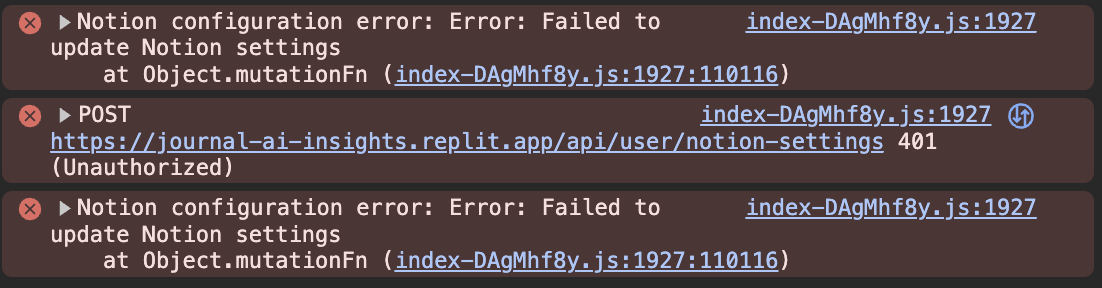 ▶Notion configuration error: Error: Failed to index-DAgMhf8y.js:1927
update Notion settings
at Object.mutationFn (index-DAgMhf8y.js:1927:110116)
▶POST index-DAgMhf8y.js:1927
https://journal-ai-insights.replit.app/api/user/notion-settings 401
(Unauthorized)
▶Notion configuration error: Error: Failed to index-DAgMhf8y.js:1927
update Notion settings
at Object.mutationFn (index-DAgMhf8y.js:1927:110116)